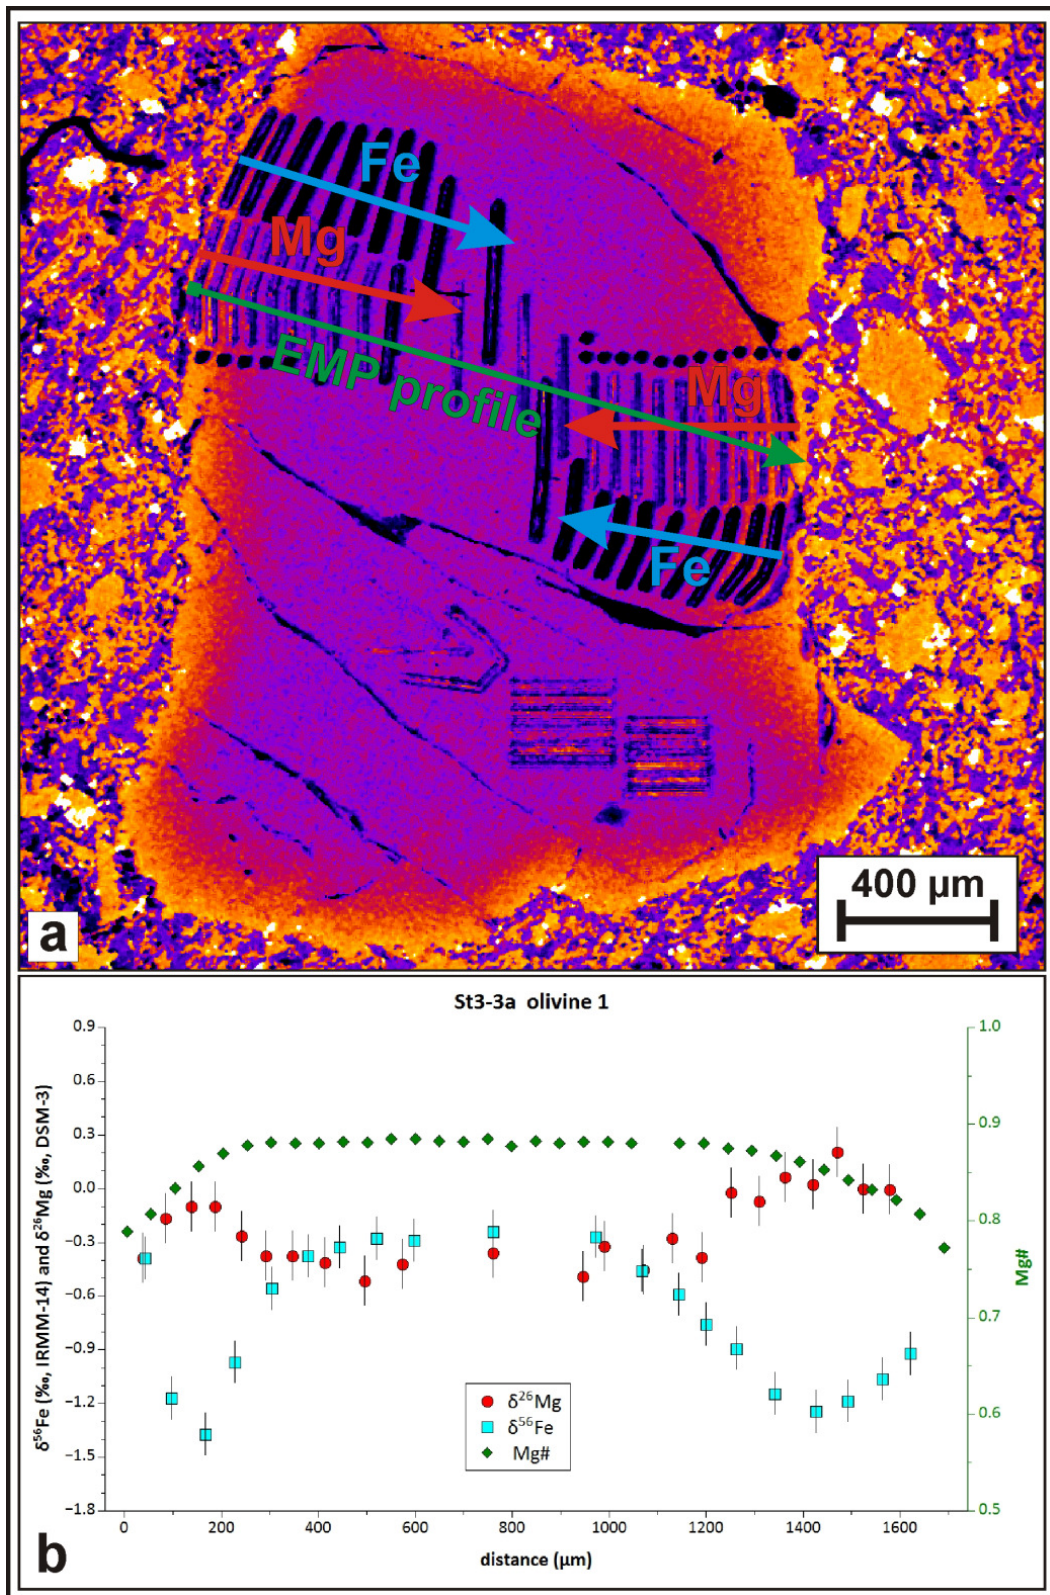 Fe
Mg
EMP profile
Mg
Fe
400 µm
a
St3-3a olivine 1
0.9
0.6
0.3
0.0
−0.3
−0.6
−0.9
−1.2
−1.5
−1.8
δ⁵⁶Fe (‰, IRMM-14) and δ²⁶Mg (‰, DSM-3)
1.0
0.9
0.8
0.7
0.6
0.5
Mg#
δ²⁶Mg
δ⁵⁶Fe
Mg#
0 200 400 600 800 1000 1200 1400 1600
distance (µm)
b